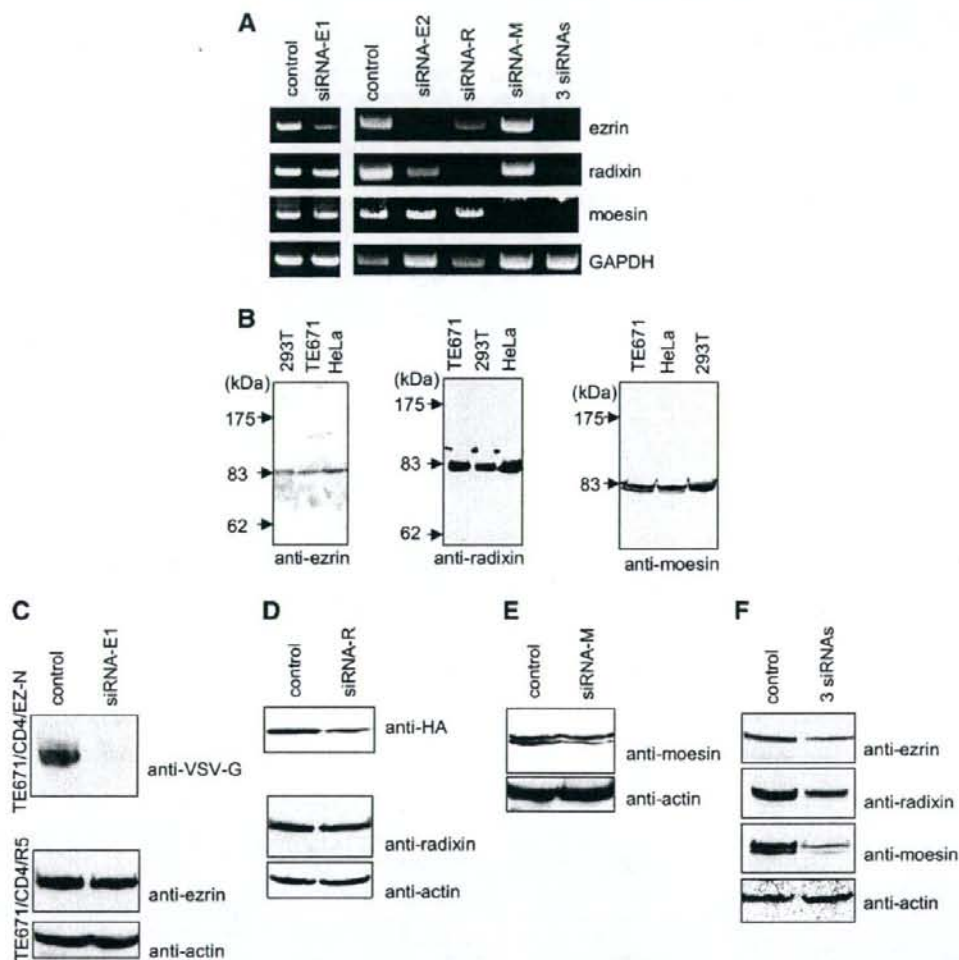 A
control
siRNA-E1
control
siRNA-E2
siRNA-R
siRNA-M
3 siRNAs
ezrin
radixin
moesin
GAPDH
B
293T
TE671
HeLa
(kDa)
175
83
62
anti-ezrin
TE671
293T
HeLa
(kDa)
175
83
62
anti-radixin
TE671
HeLa
293T
(kDa)
175
83
anti-moesin
C
control
siRNA-E1
TE671/CD4/EZ-N
anti-VSV-G
TE671/CD4/R5
anti-ezrin
anti-actin
D
control
siRNA-R
anti-HA
anti-radixin
anti-actin
E
control
siRNA-M
anti-moesin
anti-actin
F
control
3 siRNAs
anti-ezrin
anti-radixin
anti-moesin
anti-actin